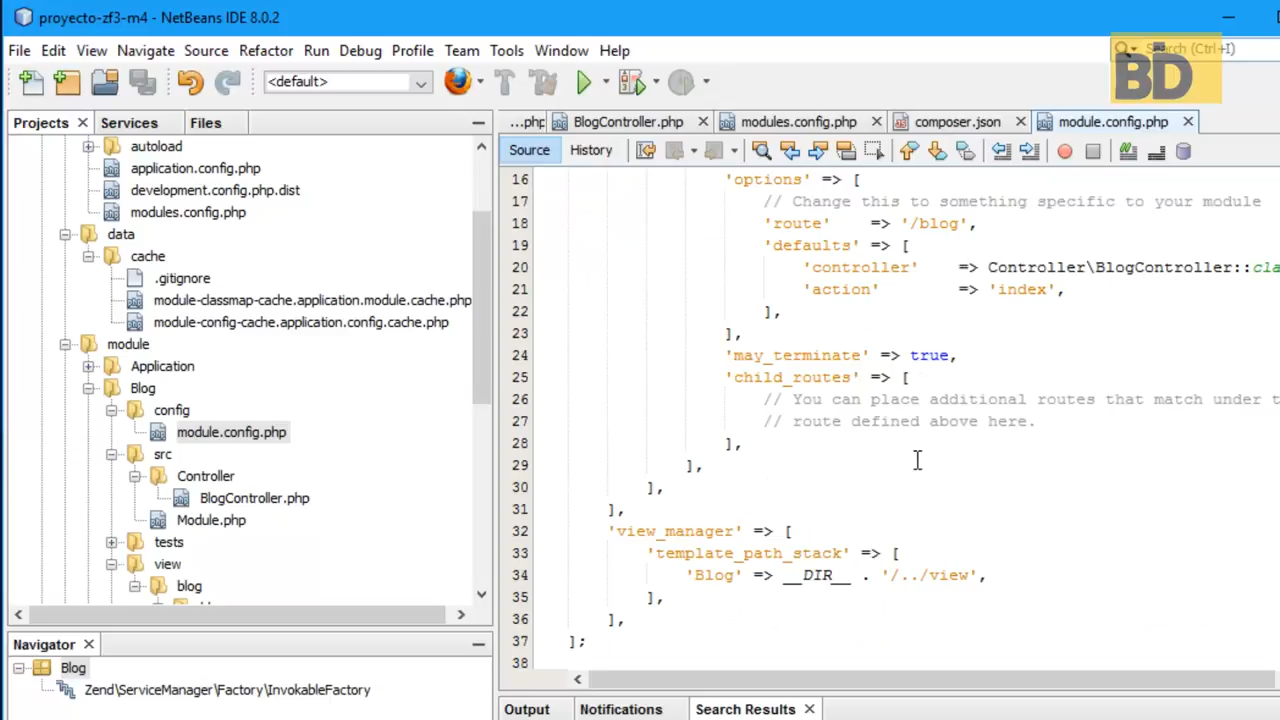 proyecto-zf3-m4 - NetBeans IDE 8.0.2
File Edit View Navigate Source Refactor Run Debug Profile Team Tools Window Help
Search (Ctrl+I)
BD
<default>
Projects Services Files
...php BlogController.php modules.config.php composer.json module.config.php
Source History
autoload
application.config.php
development.config.php.dist
modules.config.php
data
cache
.gitignore
module-classmap-cache.application.module.cache.php
module-config-cache.application.config.cache.php
module
Application
Blog
config
module.config.php
src
Controller
BlogController.php
Module.php
tests
view
blog
16 'options' => [
17 // Change this to something specific to your module
18 'route' => '/blog',
19 'defaults' => [
20 'controller' => Controller\BlogController::cla
21 'action' => 'index',
22 ],
23 ],
24 'may_terminate' => true,
25 'child_routes' => [
26 // You can place additional routes that match under t
27 // route defined above here.
28 ],
29 ],
30 ],
31 ],
32 'view_manager' => [
33 'template_path_stack' => [
34 'Blog' => __DIR__ . '/../view',
35 ],
36 ],
37 ];
38
Navigator
Blog
Zend\ServiceManager\Factory\InvokableFactory
Output Notifications Search Results